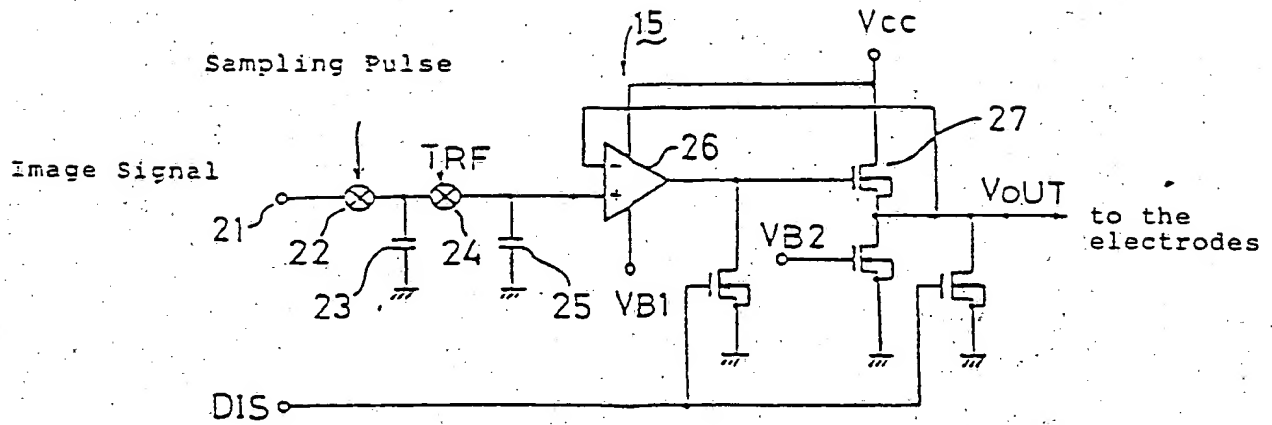 15
Vcc
Sampling Pulse
27
26
Image Signal
TRF
VOUT
to the
electrodes
21
22
24
VB2
23
25
VB1
DIS
-
+